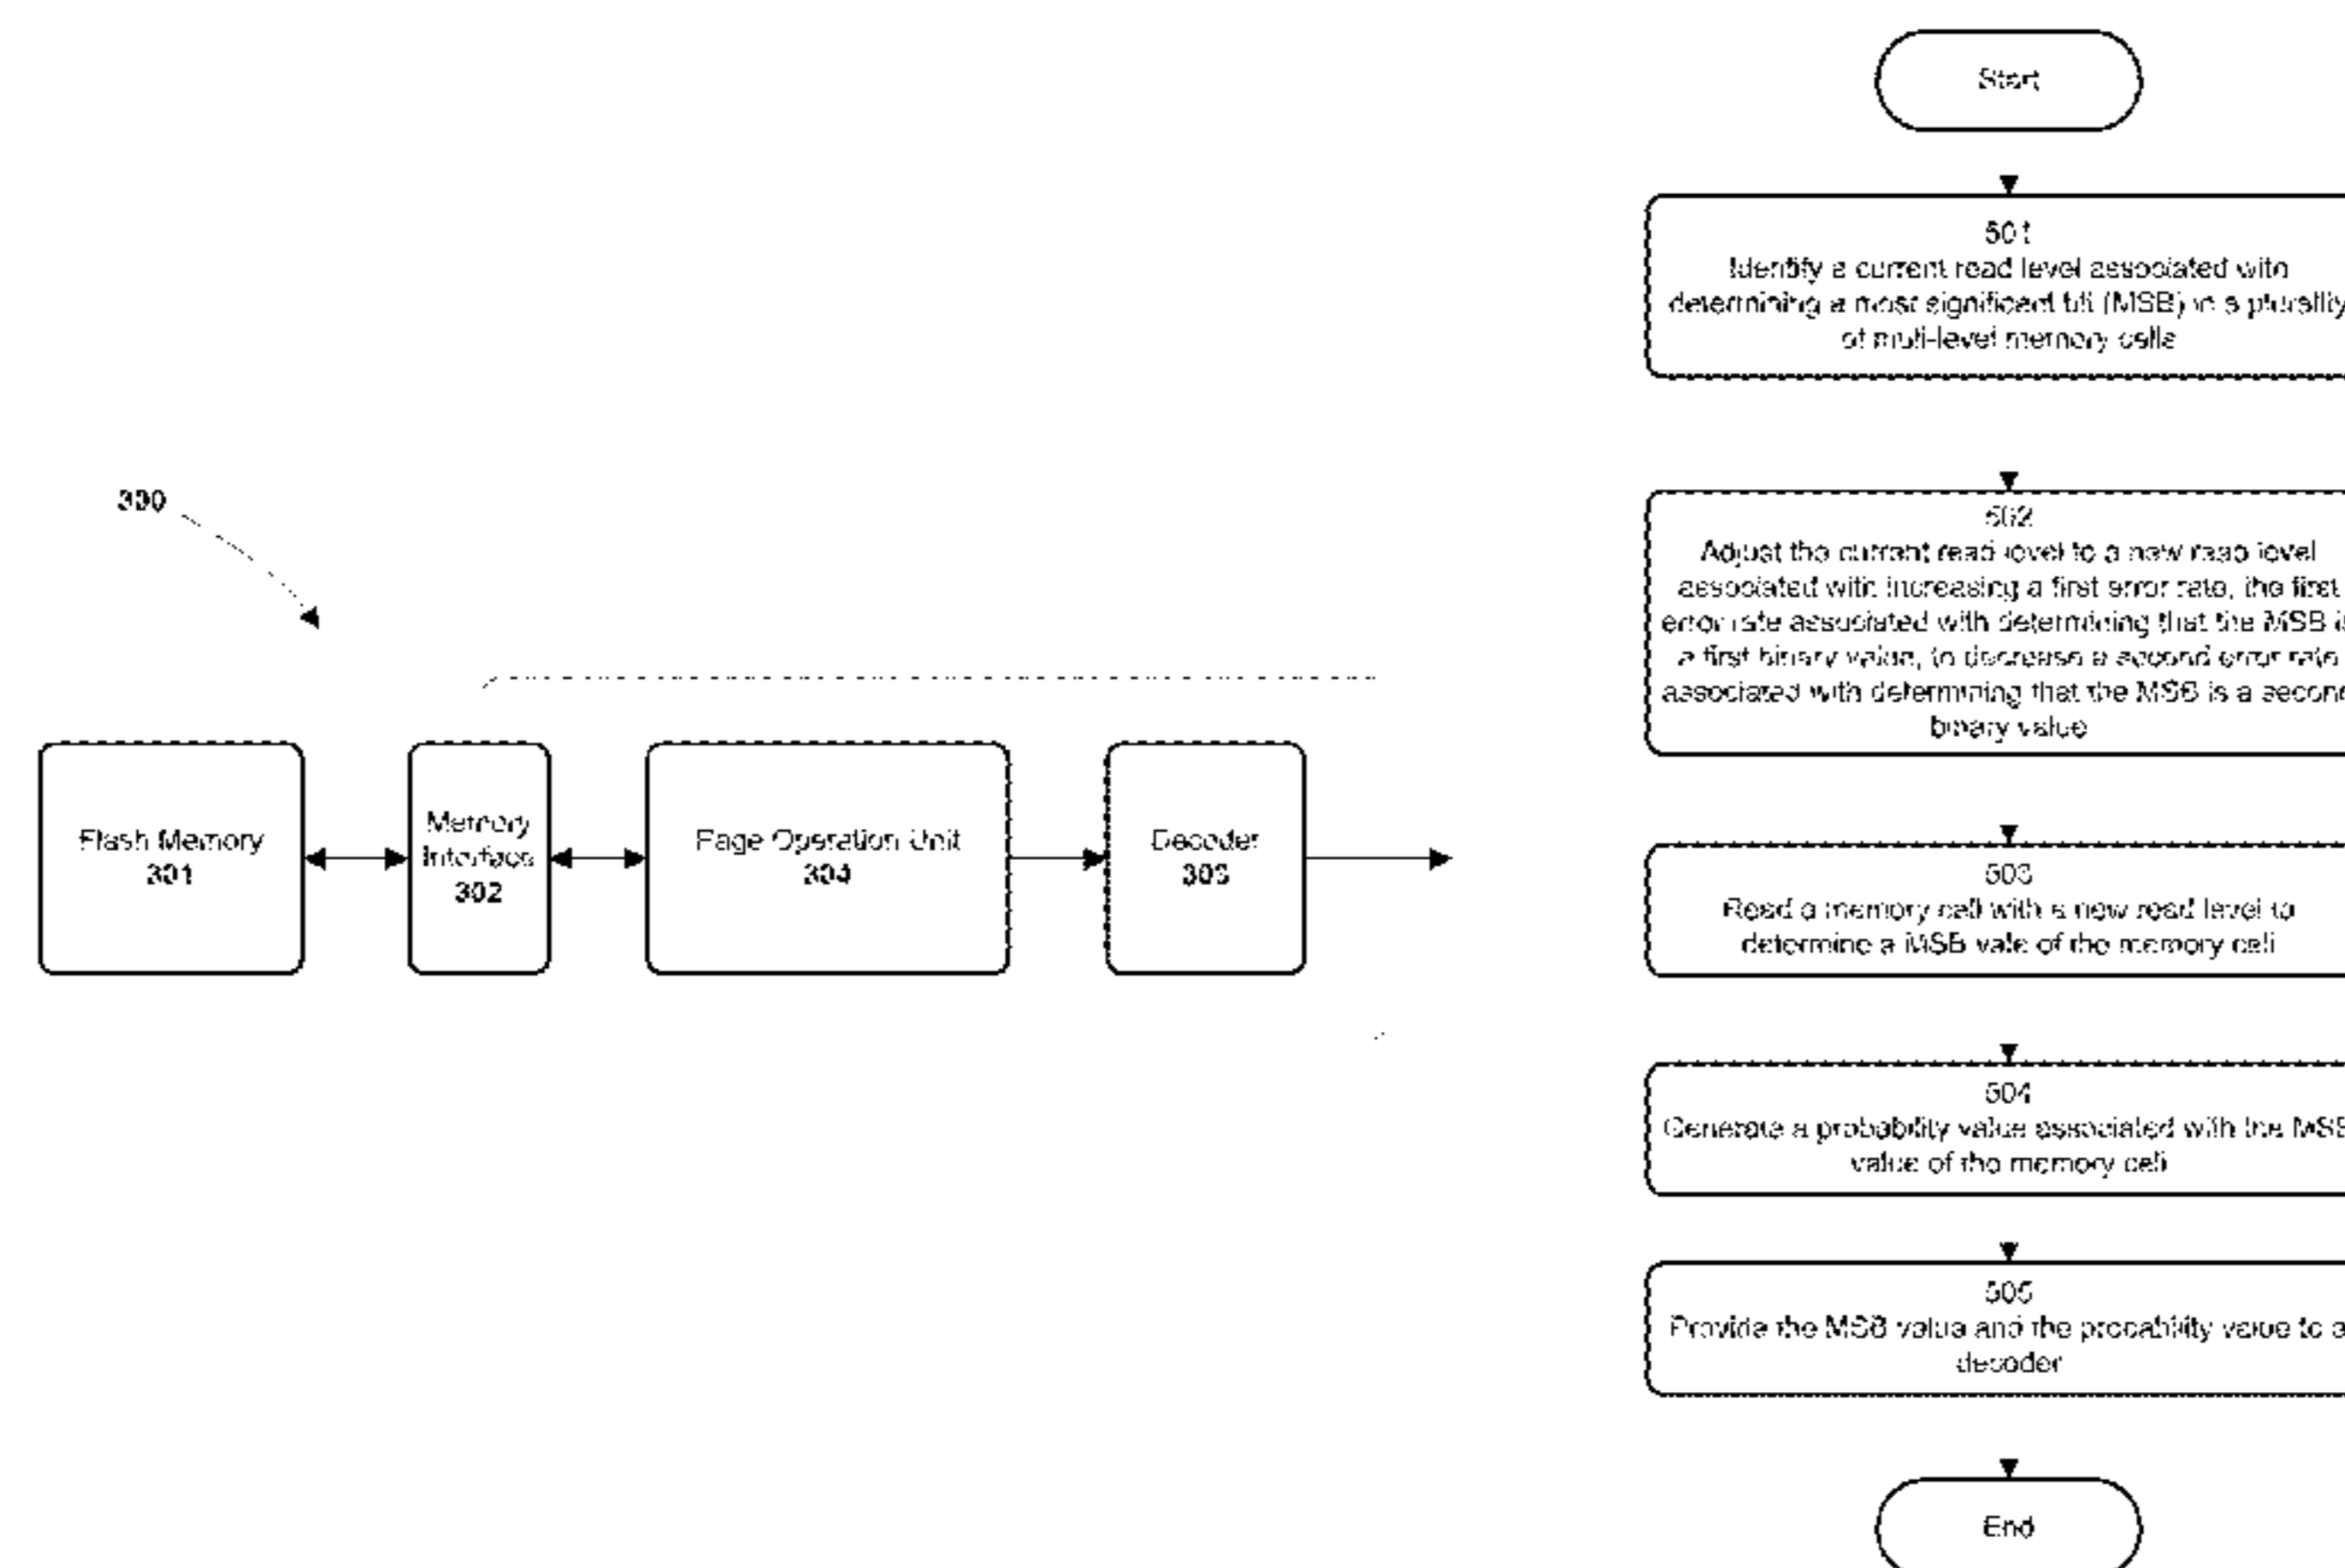 300
Flash Memory
301
Memory
Interface
302
Page Operation Unit
304
Decoder
303
Start
501
Identify a current read level associated with
determining a most significant bit (MSB) in a plurality
of multi-level memory cells
502
Adjust the current read level to a new read level
associated with increasing a first error rate, the first
error rate associated with determining that the MSB is
a first binary value, to decrease a second error rate
associated with determining that the MSB is a second
binary value
503
Read a memory cell with a new read level to
determine a MSB vale of the memory cell
504
Generate a probability value associated with the MSB
value of the memory cell
505
Provide the MSB value and the probability value to a
decoder
End